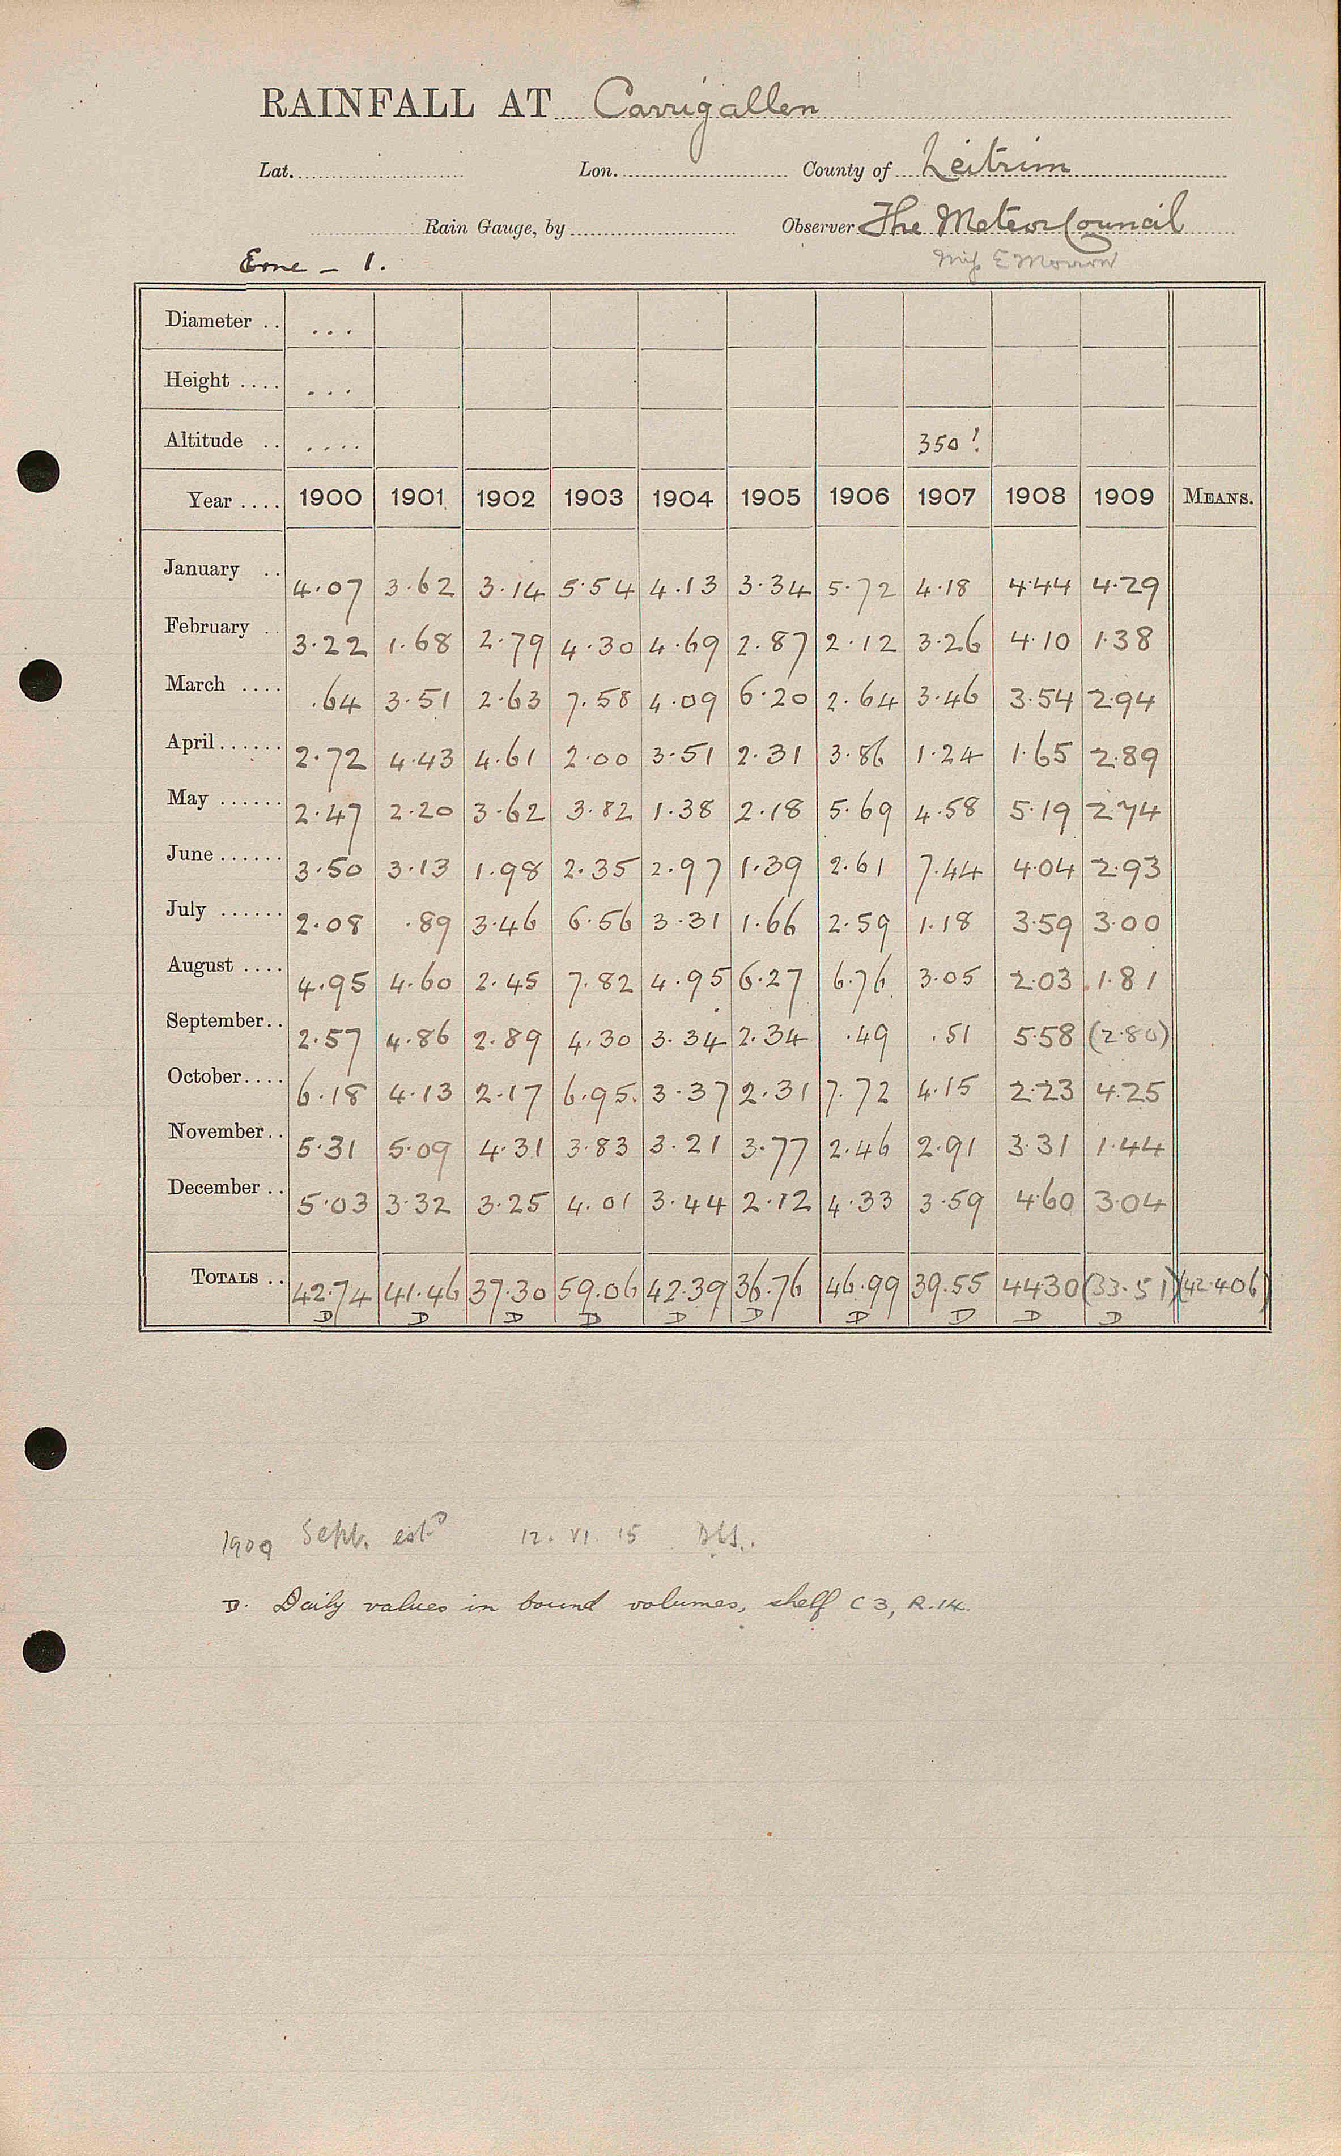 RAINFALL AT Carrigallen
Lat. Lon. County of Leitrim
Rain Gauge, by Observer The Meteor Council
Erne - 1. Miss E Morrow
Diameter .. ...
Height .... ...
Altitude .. .... 350 !
Year .... 1900 1901 1902 1903 1904 1905 1906 1907 1908 1909 MEANS.
January .. 4.07 3.62 3.14 5.54 4.13 3.34 5.72 4.18 4.44 4.29
February . 3.22 1.68 2.79 4.30 4.69 2.87 2.12 3.26 4.10 1.38
March .... .64 3.51 2.63 7.58 4.09 6.20 2.64 3.46 3.54 2.94
April...... 2.72 4.43 4.61 2.00 3.51 2.31 3.86 1.24 1.65 2.89
May ...... 2.47 2.20 3.62 3.82 1.38 2.18 5.69 4.58 5.19 2.74
June...... 3.50 3.13 1.98 2.35 2.97 1.39 2.61 7.44 4.04 2.93
July ...... 2.08 .89 3.46 6.56 3.31 1.66 2.59 1.18 3.59 3.00
August .... 4.95 4.60 2.45 7.82 4.95 6.27 6.76 3.05 2.03 1.81
September.. 2.57 4.86 2.89 4.30 3.34 2.34 .49 .51 5.58 (2.80)
October.... 6.18 4.13 2.17 6.95 3.37 2.31 7.72 4.15 2.23 4.25
November.. 5.31 5.09 4.31 3.83 3.21 3.77 2.46 2.91 3.31 1.44
December .. 5.03 3.32 3.25 4.01 3.44 2.12 4.33 3.59 4.60 3.04
TOTALS .. 42.74 41.46 37.30 59.06 42.39 36.76 46.99 39.55 44.30 (33.51) (42.406)
D D D D D D D D D D
1909 Sept. estd 12. VI. 15
D. Daily values in bound volumes, shelf C 3, R.14.